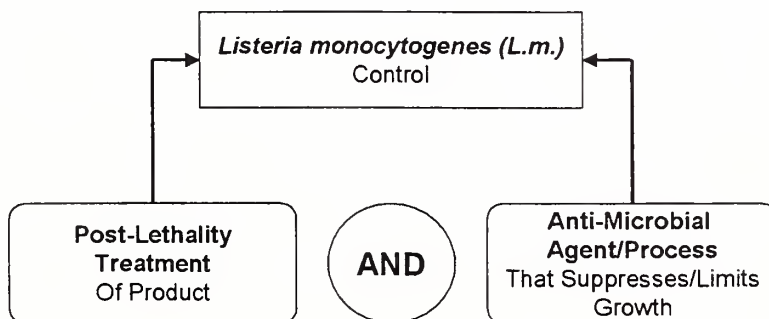 Listeria monocytogenes (L.m.)
Control
Post-Lethality
Treatment
Of Product
AND
Anti-Microbial
Agent/Process
That Suppresses/Limits
Growth